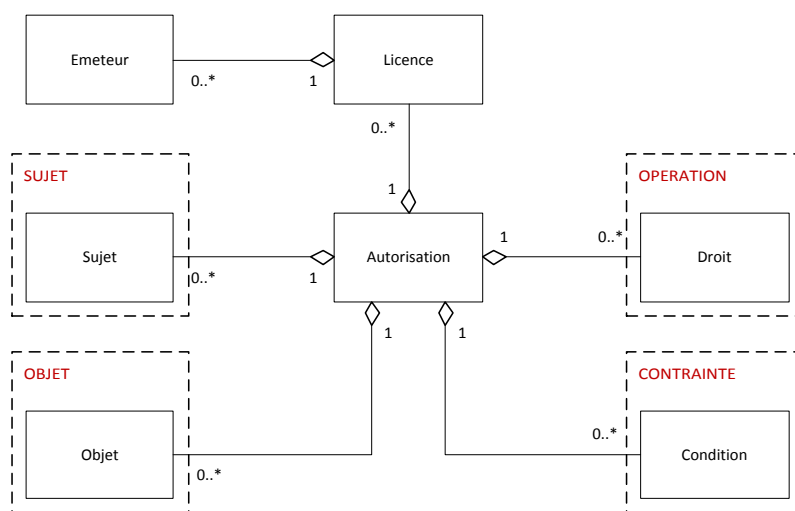 Emeteur
Licence
0..*
1
0..*
SUJET
OPERATION
1
Sujet
Autorisation
Droit
1
0..*
0..*
1
1
1
OBJET
CONTRAINTE
Objet
Condition
0..*
0..*